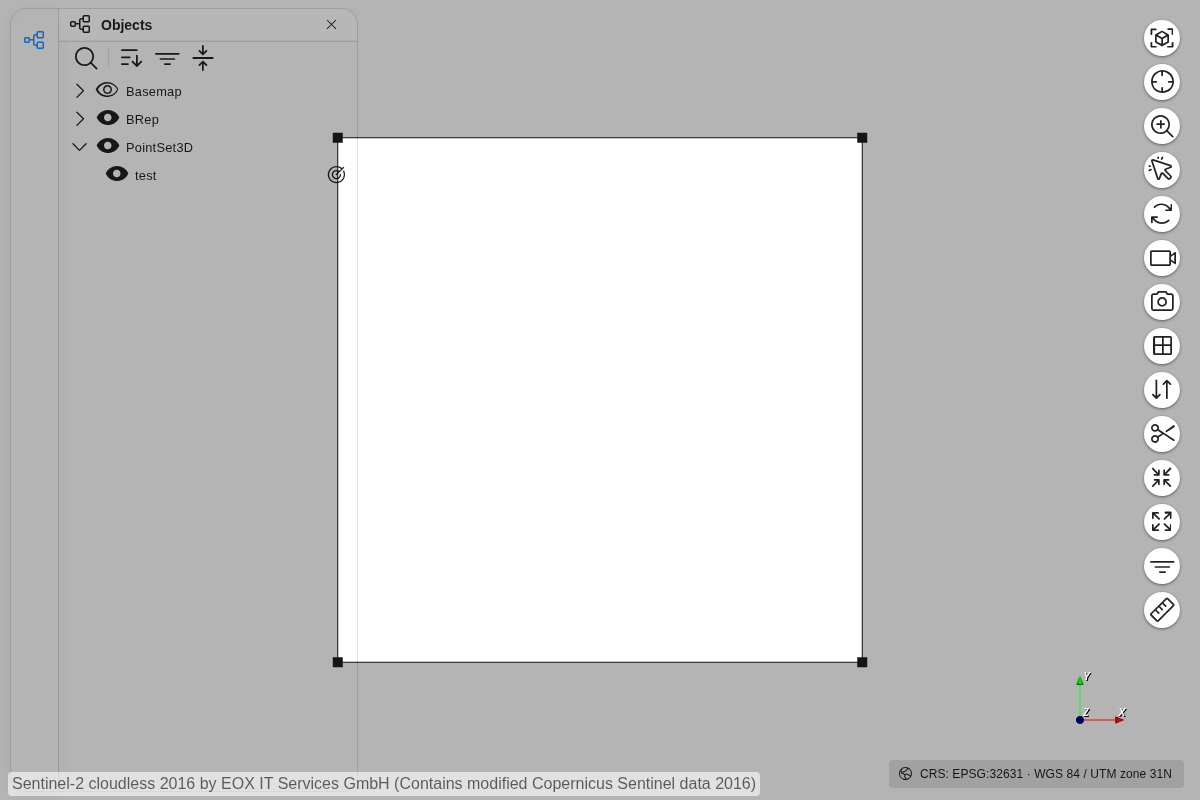 Objects
Basemap
BRep
PointSet3D
test
Y
Z
X
CRS: EPSG:32631 · WGS 84 / UTM zone 31N
Sentinel-2 cloudless 2016 by EOX IT Services GmbH (Contains modified Copernicus Sentinel data 2016)